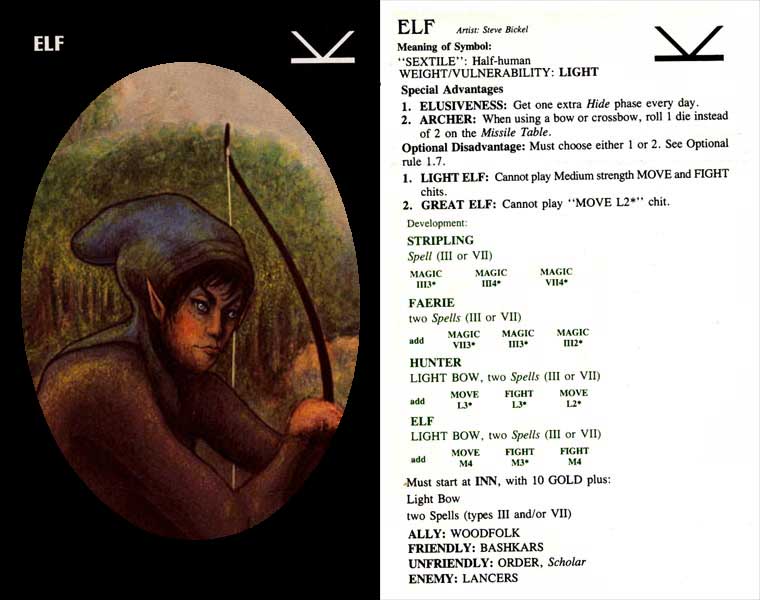 ELF
ELF Artist: Steve Bickel
Meaning of Symbol:
"SEXTILE": Half-human
WEIGHT/VULNERABILITY: LIGHT
Special Advantages
1. ELUSIVENESS: Get one extra Hide phase every day.
2. ARCHER: When using a bow or crossbow, roll 1 die instead
of 2 on the Missile Table.
Optional Disadvantage: Must choose either 1 or 2. See Optional
rule 1.7.
1. LIGHT ELF: Cannot play Medium strength MOVE and FIGHT
chits.
2. GREAT ELF: Cannot play "MOVE L2*" chit.
Development:
STRIPLING
Spell (III or VII)
MAGIC MAGIC MAGIC
III3* III4* VII4*
FAERIE
two Spells (III or VII)
add MAGIC MAGIC MAGIC
VII3* III3* III2*
HUNTER
LIGHT BOW, two Spells (III or VII)
add MOVE FIGHT MOVE
L3* L3* L2*
ELF
LIGHT BOW, two Spells (III or VII)
add MOVE FIGHT FIGHT
M4 M3* M4
Must start at INN, with 10 GOLD plus:
Light Bow
two Spells (types III and/or VII)
ALLY: WOODFOLK
FRIENDLY: BASHKARS
UNFRIENDLY: ORDER, Scholar
ENEMY: LANCERS